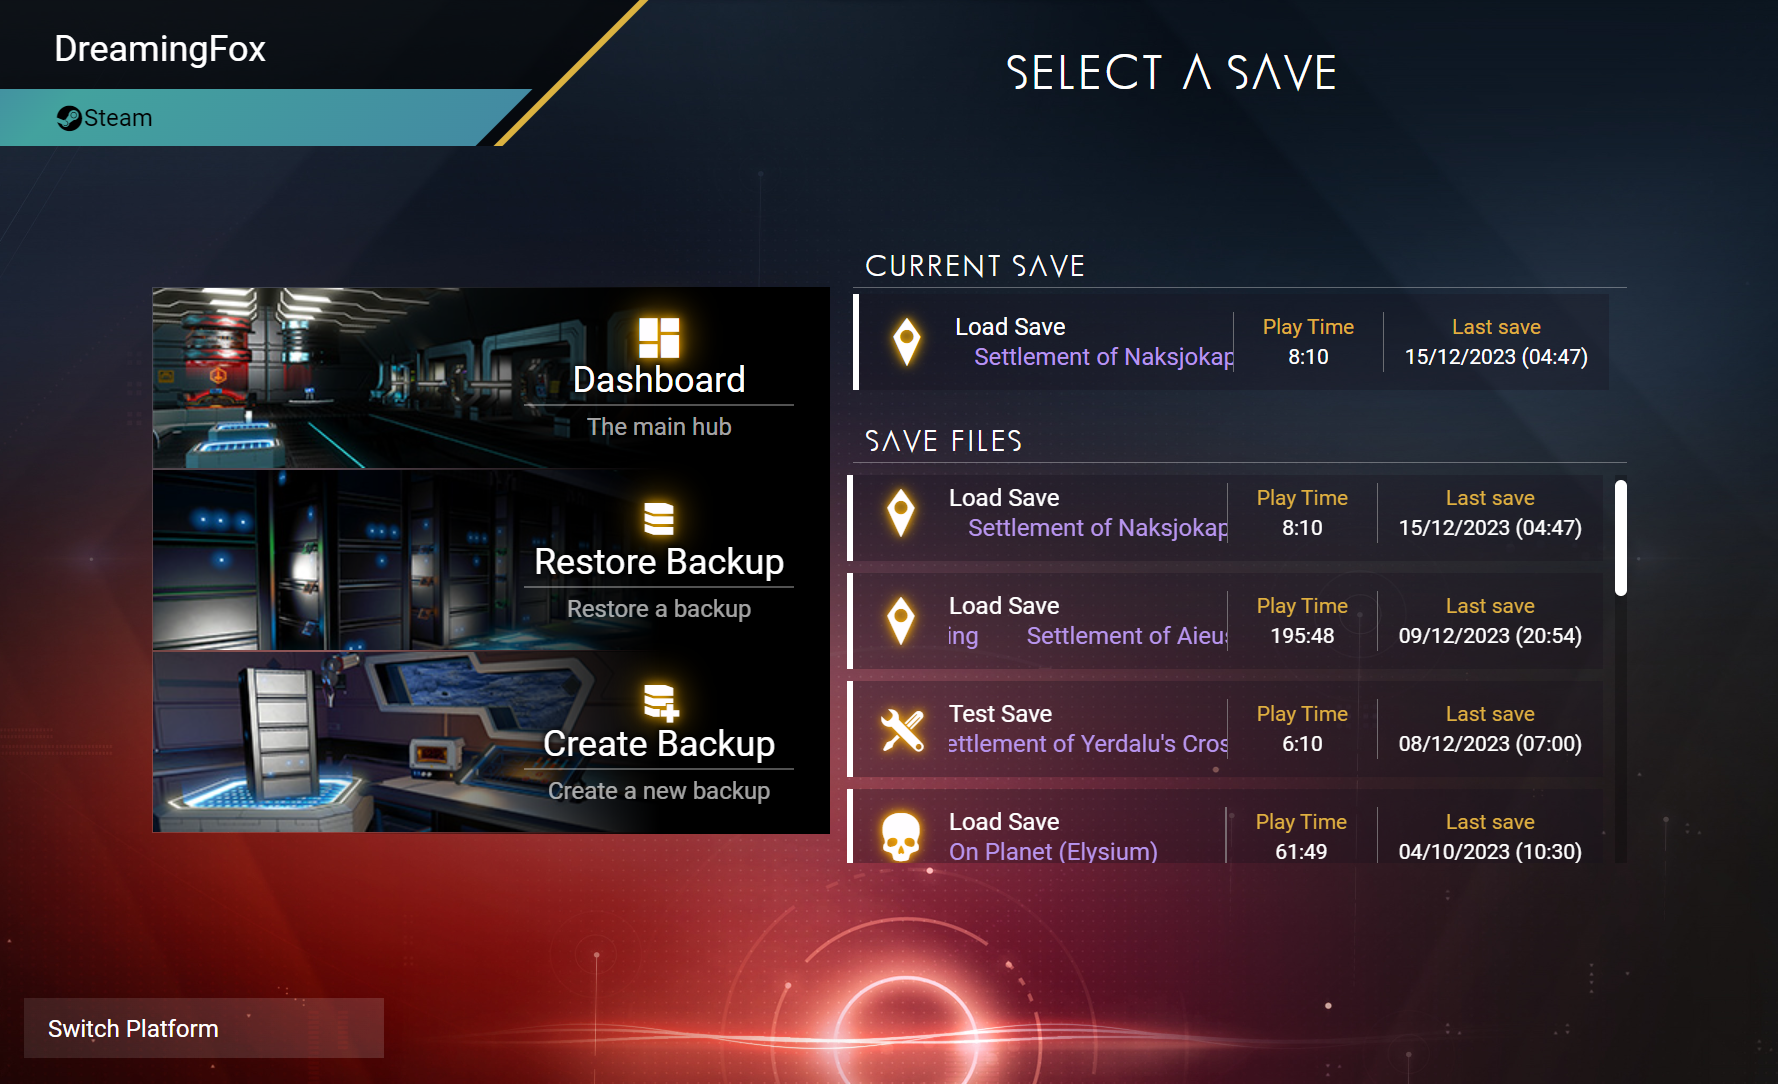 DreamingFox
Steam
SELECT A SAVE
Dashboard
The main hub
Restore Backup
Restore a backup
Create Backup
Create a new backup
CURRENT SAVE
Load Save
Settlement of Naksjokap
Play Time
8:10
Last save
15/12/2023 (04:47)
SAVE FILES
Load Save
Settlement of Naksjokap
Play Time
8:10
Last save
15/12/2023 (04:47)
Load Save
ing Settlement of Aieus
Play Time
195:48
Last save
09/12/2023 (20:54)
Test Save
ettlement of Yerdalu's Cros
Play Time
6:10
Last save
08/12/2023 (07:00)
Load Save
On Planet (Elysium)
Play Time
61:49
Last save
04/10/2023 (10:30)
Switch Platform